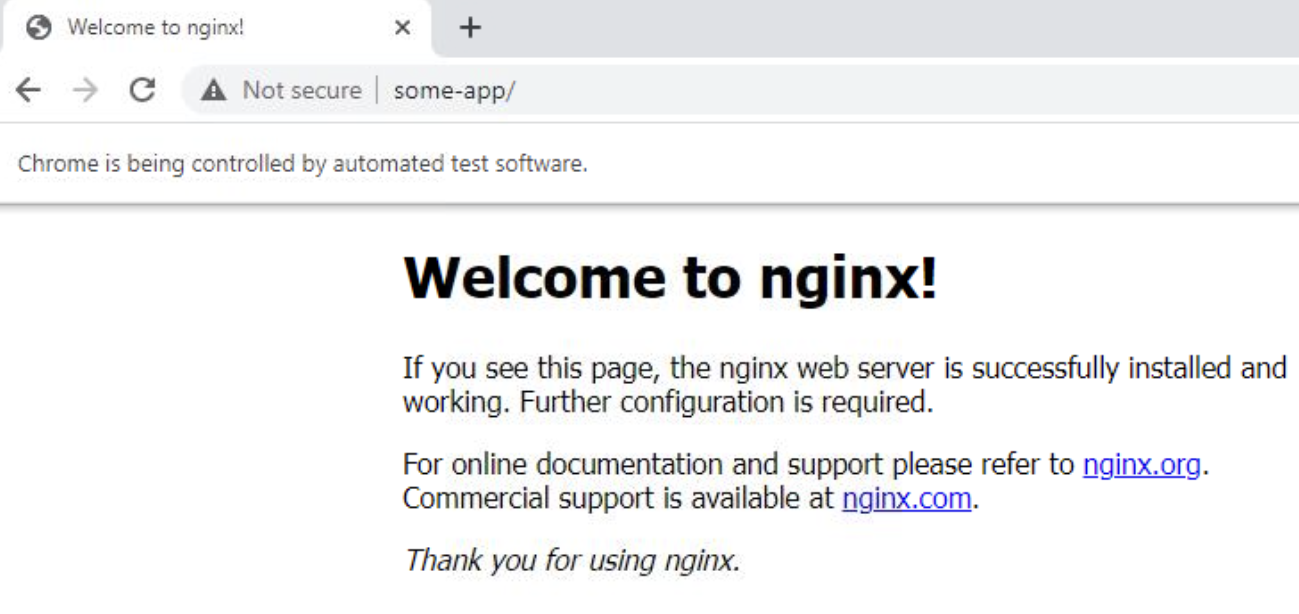 Welcome to nginx!
Not secure | some-app/
Chrome is being controlled by automated test software.
Welcome to nginx!
If you see this page, the nginx web server is successfully installed and
working. Further configuration is required.
For online documentation and support please refer to nginx.org.
Commercial support is available at nginx.com.
Thank you for using nginx.